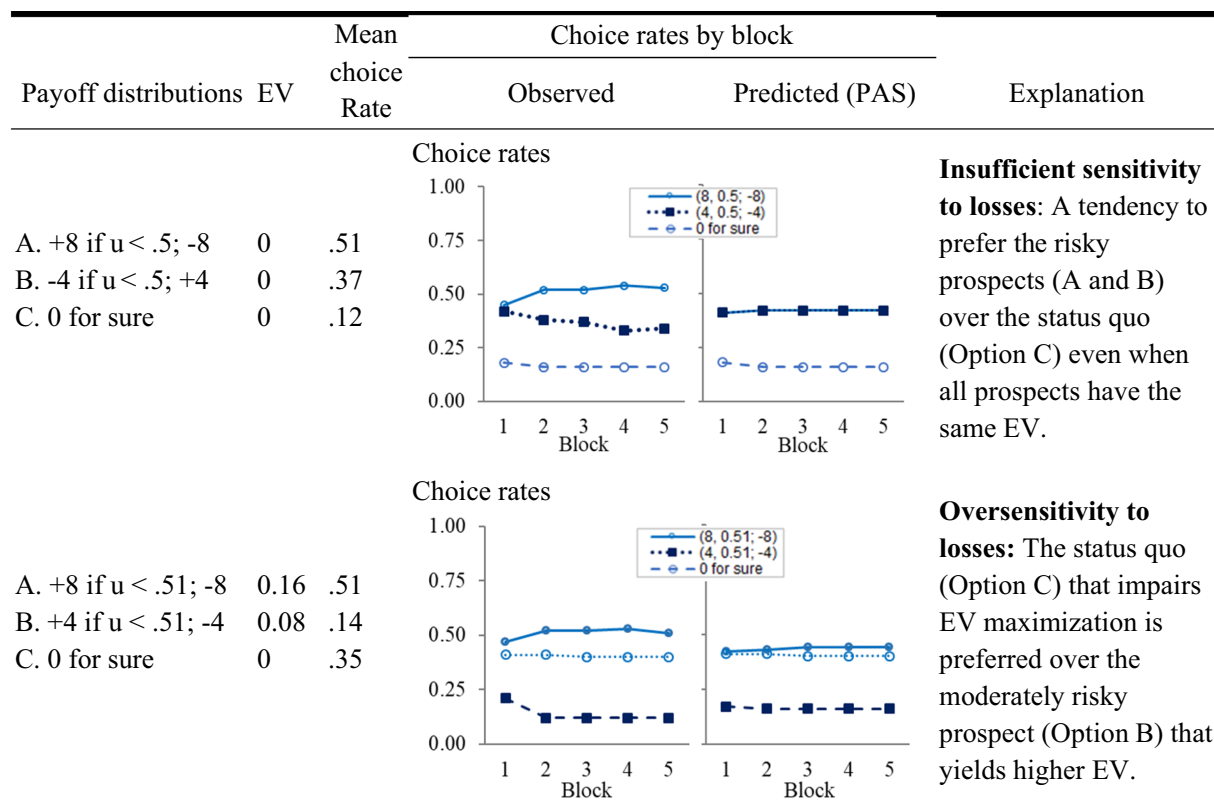 Payoff distributions EV Mean choice Rate Choice rates by block
Observed Predicted (PAS) Explanation
Choice rates
1.00
0.75
0.50
0.25
0.00
(8, 0.5; -8)
(4, 0.5; -4)
0 for sure
1 2 3 4 5
Block
1 2 3 4 5
Block
A. +8 if u < .5; -8 0 .51
B. -4 if u < .5; +4 0 .37
C. 0 for sure 0 .12
Insufficient sensitivity
to losses: A tendency to
prefer the risky
prospects (A and B)
over the status quo
(Option C) even when
all prospects have the
same EV.
Choice rates
1.00
0.75
0.50
0.25
0.00
(8, 0.51; -8)
(4, 0.51; -4)
0 for sure
1 2 3 4 5
Block
1 2 3 4 5
Block
A. +8 if u < .51; -8 0.16 .51
B. +4 if u < .51; -4 0.08 .14
C. 0 for sure 0 .35
Oversensitivity to
losses: The status quo
(Option C) that impairs
EV maximization is
preferred over the
moderately risky
prospect (Option B) that
yields higher EV.